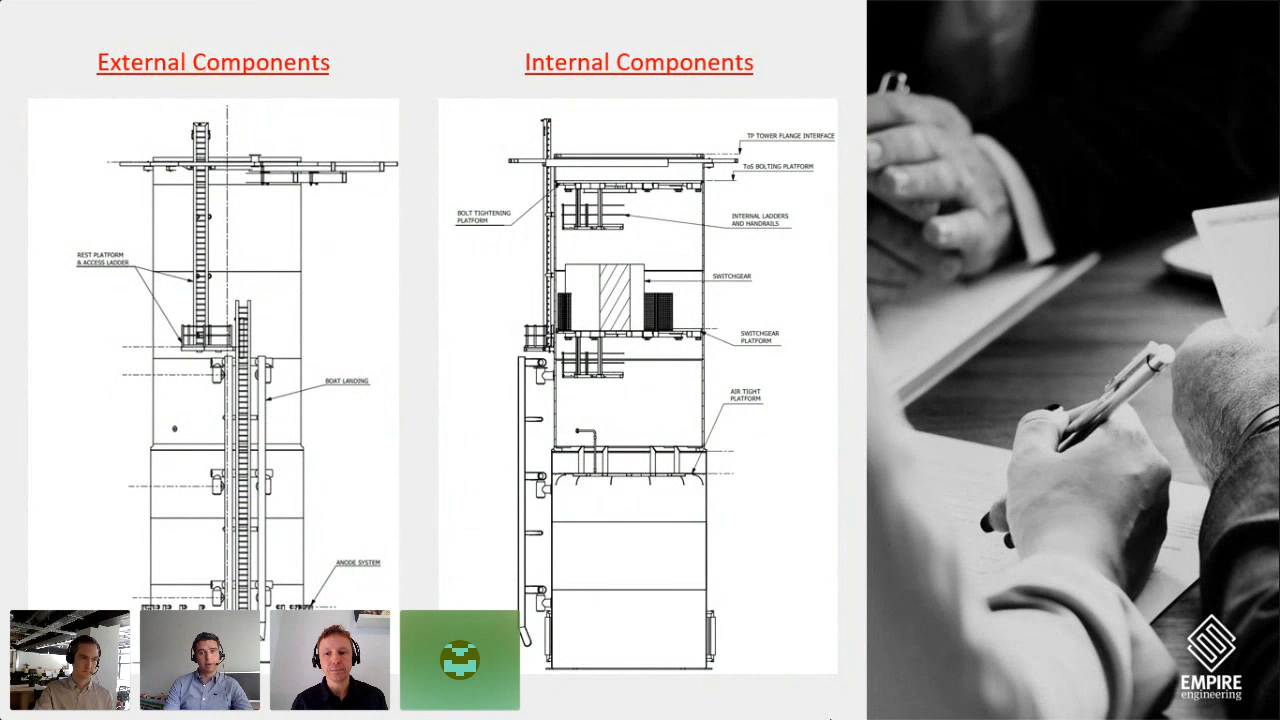 External Components
REST PLATFORM
& ACCESS LADDER
BOAT LANDING
ANODE SYSTEM
Internal Components
TP TOWER FLANGE INTERFACE
ToS BOLTING PLATFORM
BOLT TIGHTENING
PLATFORM
INTERNAL LADDERS
AND HANDRAILS
SWITCHGEAR
SWITCHGEAR
PLATFORM
AIR TIGHT
PLATFORM
EMPIRE
engineering